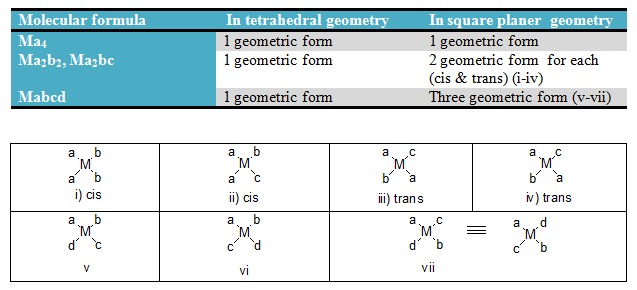 Molecular formula In tetrahedral geometry In square planer geometry
Ma₄ 1 geometric form 1 geometric form
Ma₂b₂, Ma₂bc 1 geometric form 2 geometric form for each
(cis & trans) (i-iv)
Mabcd 1 geometric form Three geometric form (v-vii)
a b a b a c a c
M M M M
a b a c b a b a
i) cis ii) cis iii) trans iv) trans
a b a b a c a d
M M M ≡ M
d c c d d b c b
v vi vii